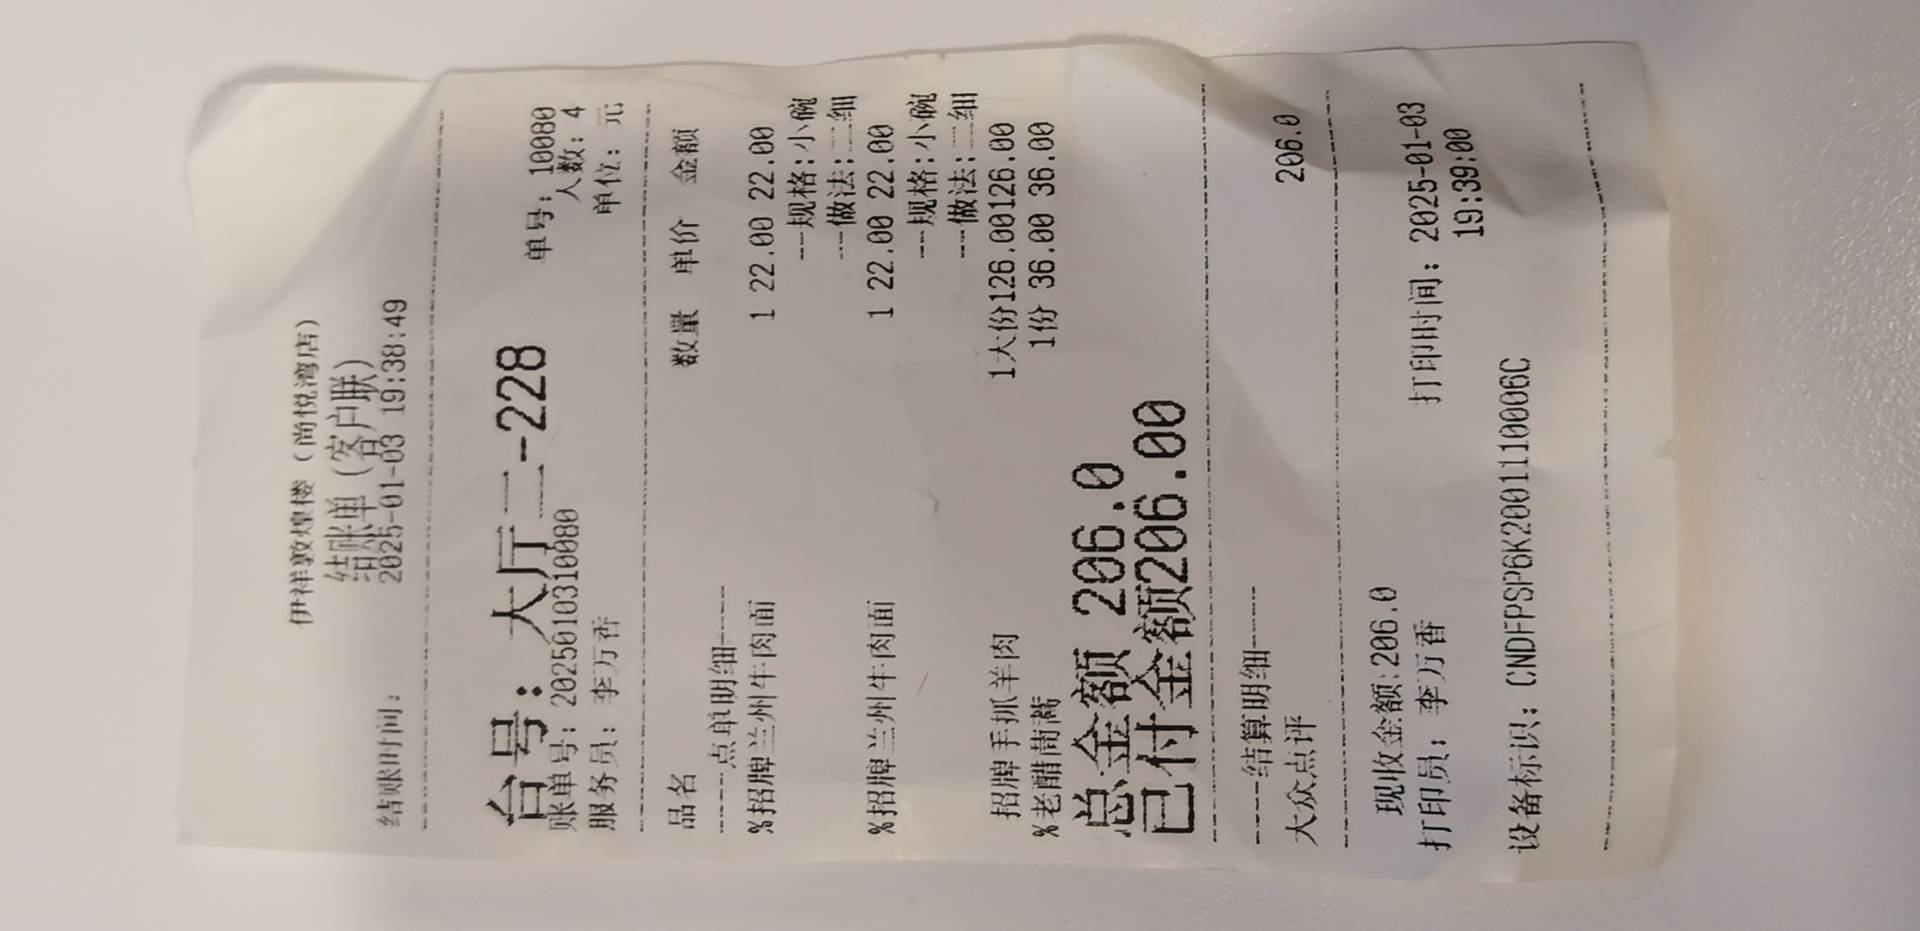 伊祥敦煌楼（尚悦湾店）
结账单（客户联）
结账时间： 2025-01-03 19:38:49
台号：大厅二-228
单号：10080
账单号：2025010310080
人数：4
服务员：李万香
单位：元
品名 数量 单价 金额
-----点单明细-----
%招牌兰州牛肉面 1 22.00 22.00
---规格:小碗
---做法:二细
%招牌兰州牛肉面 1 22.00 22.00
---规格:小碗
---做法:二细
招牌手抓羊肉 1大份126.00126.00
%老醋茼蒿 1份 36.00 36.00
总金额 206.0
已付金额206.00
----结算明细-----
大众点评 206.0
现收金额:206.0
打印员：李万香 打印时间：2025-01-03
19:39:00
设备标识：CNDFPSP6K2001110006C